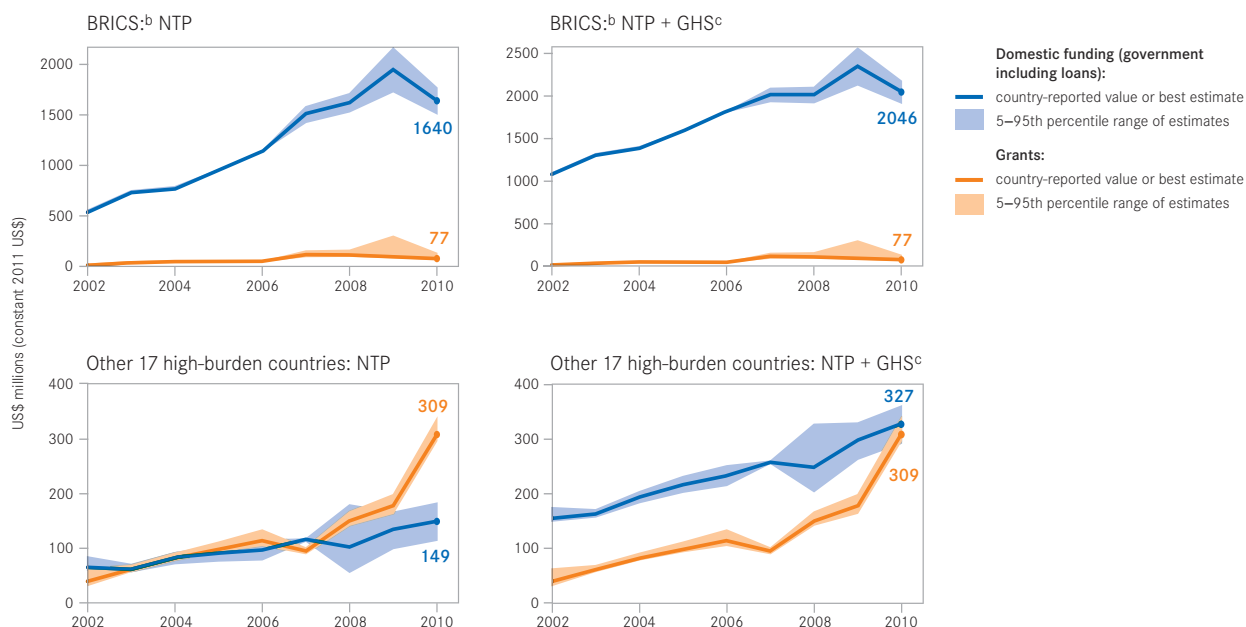 US$ millions (constant 2011 US$)
BRICS:ᵇ NTP
2000
1500
1000
500
0
2002 2004 2006 2008 2010
1640
77
BRICS:ᵇ NTP + GHSᶜ
2500
2000
1500
1000
500
0
2002 2004 2006 2008 2010
2046
77
Domestic funding (government
including loans):
country-reported value or best estimate
5–95th percentile range of estimates
Grants:
country-reported value or best estimate
5–95th percentile range of estimates
Other 17 high-burden countries: NTP
400
300
200
100
0
2002 2004 2006 2008 2010
309
149
Other 17 high-burden countries: NTP + GHSᶜ
400
300
200
100
0
2002 2004 2006 2008 2010
327
309